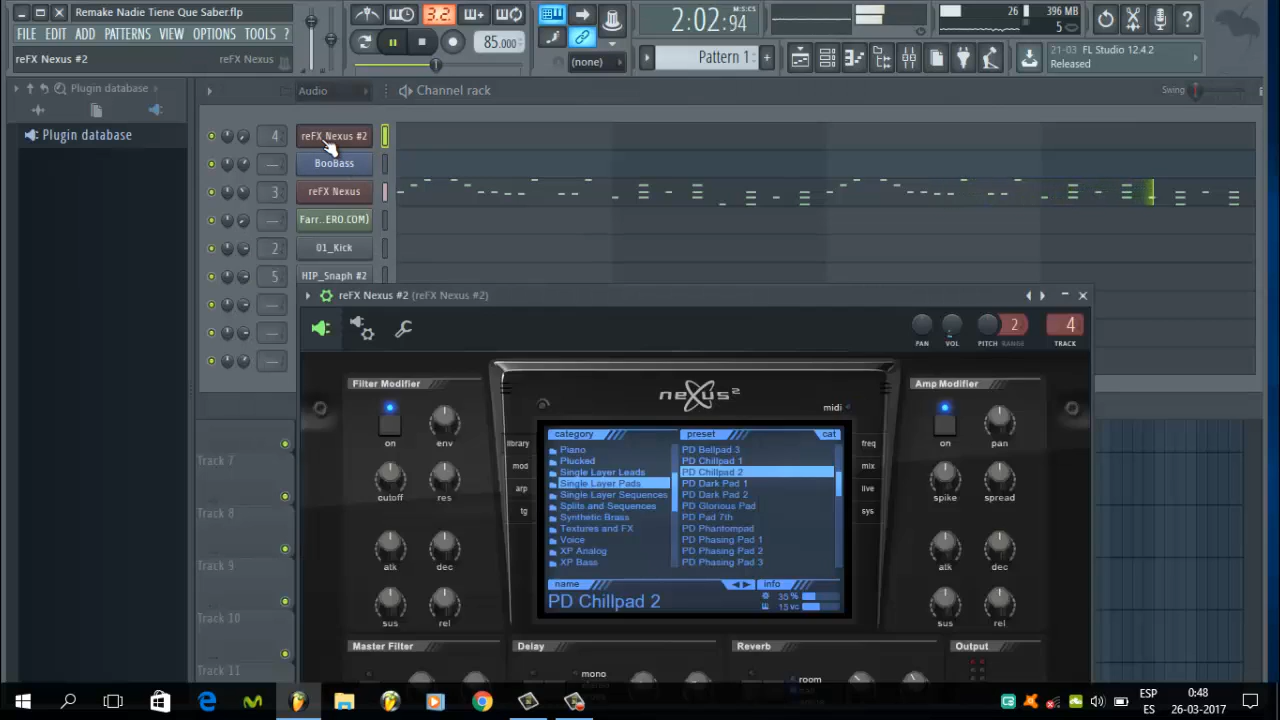 Remake Nadie Tiene Que Saber.flp
FILE EDIT ADD PATTERNS VIEW OPTIONS TOOLS ?
reFX Nexus #2 reFX Nexus
3.2
85.000
2:02:94
M:S:CS
(none)
Pattern 1
26
396 MB
5
21-03 FL Studio 12.4.2
Released
Plugin database
Plugin database
Audio
Channel rack
Swing
4 reFX Nexus #2
--- BooBass
3 reFX Nexus
--- Farr..ERO.COM)
2 01_Kick
5 HIP_Snaph #2
---
---
---
Track 7
Track 8
Track 9
Track 10
Track 11
reFX Nexus #2 (reFX Nexus #2)
2
4
PAN VOL PITCH RANGE TRACK
Filter Modifier
on env
cutoff res
atk dec
sus rel
Master Filter
nexus²
midi
library
mod
arp
tg
category
Piano
Plucked
Single Layer Leads
Single Layer Pads
Single Layer Sequences
Splits and Sequences
Synthetic Brass
Textures and FX
Voice
XP Analog
XP Bass
preset
cat
PD Bellpad 3
PD Chillpad 1
PD Chillpad 2
PD Dark Pad 1
PD Dark Pad 2
PD Glorious Pad
PD Pad 7th
PD Phantompad
PD Phasing Pad 1
PD Phasing Pad 2
PD Phasing Pad 3
name
info
PD Chillpad 2
35 %
15 vc
freq
mix
live
sys
Amp Modifier
on pan
spike spread
atk dec
sus rel
Delay
mono
Reverb
room
Output
ESP
ES
0:48
26-03-2017